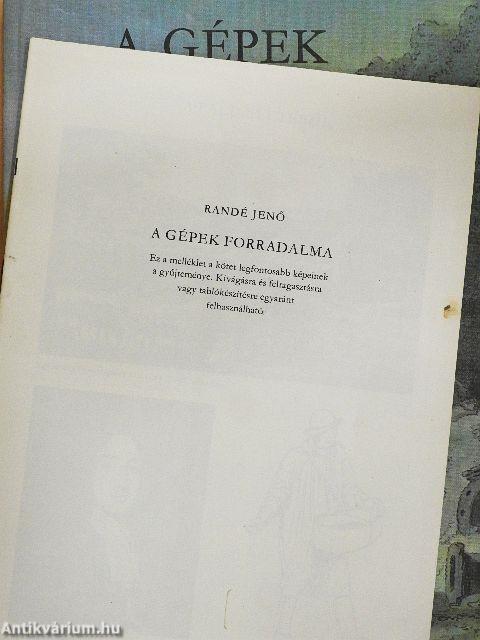 A GÉPEK
RANDÉ JENŐ
A GÉPEK FORRADALMA
Ez a melléklet a kötet legfontosabb képeinek
a gyűjteménye. Kivágásra és felragasztásra
vagy tablókészítésre egyaránt
felhasználható
Antikvárium.hu